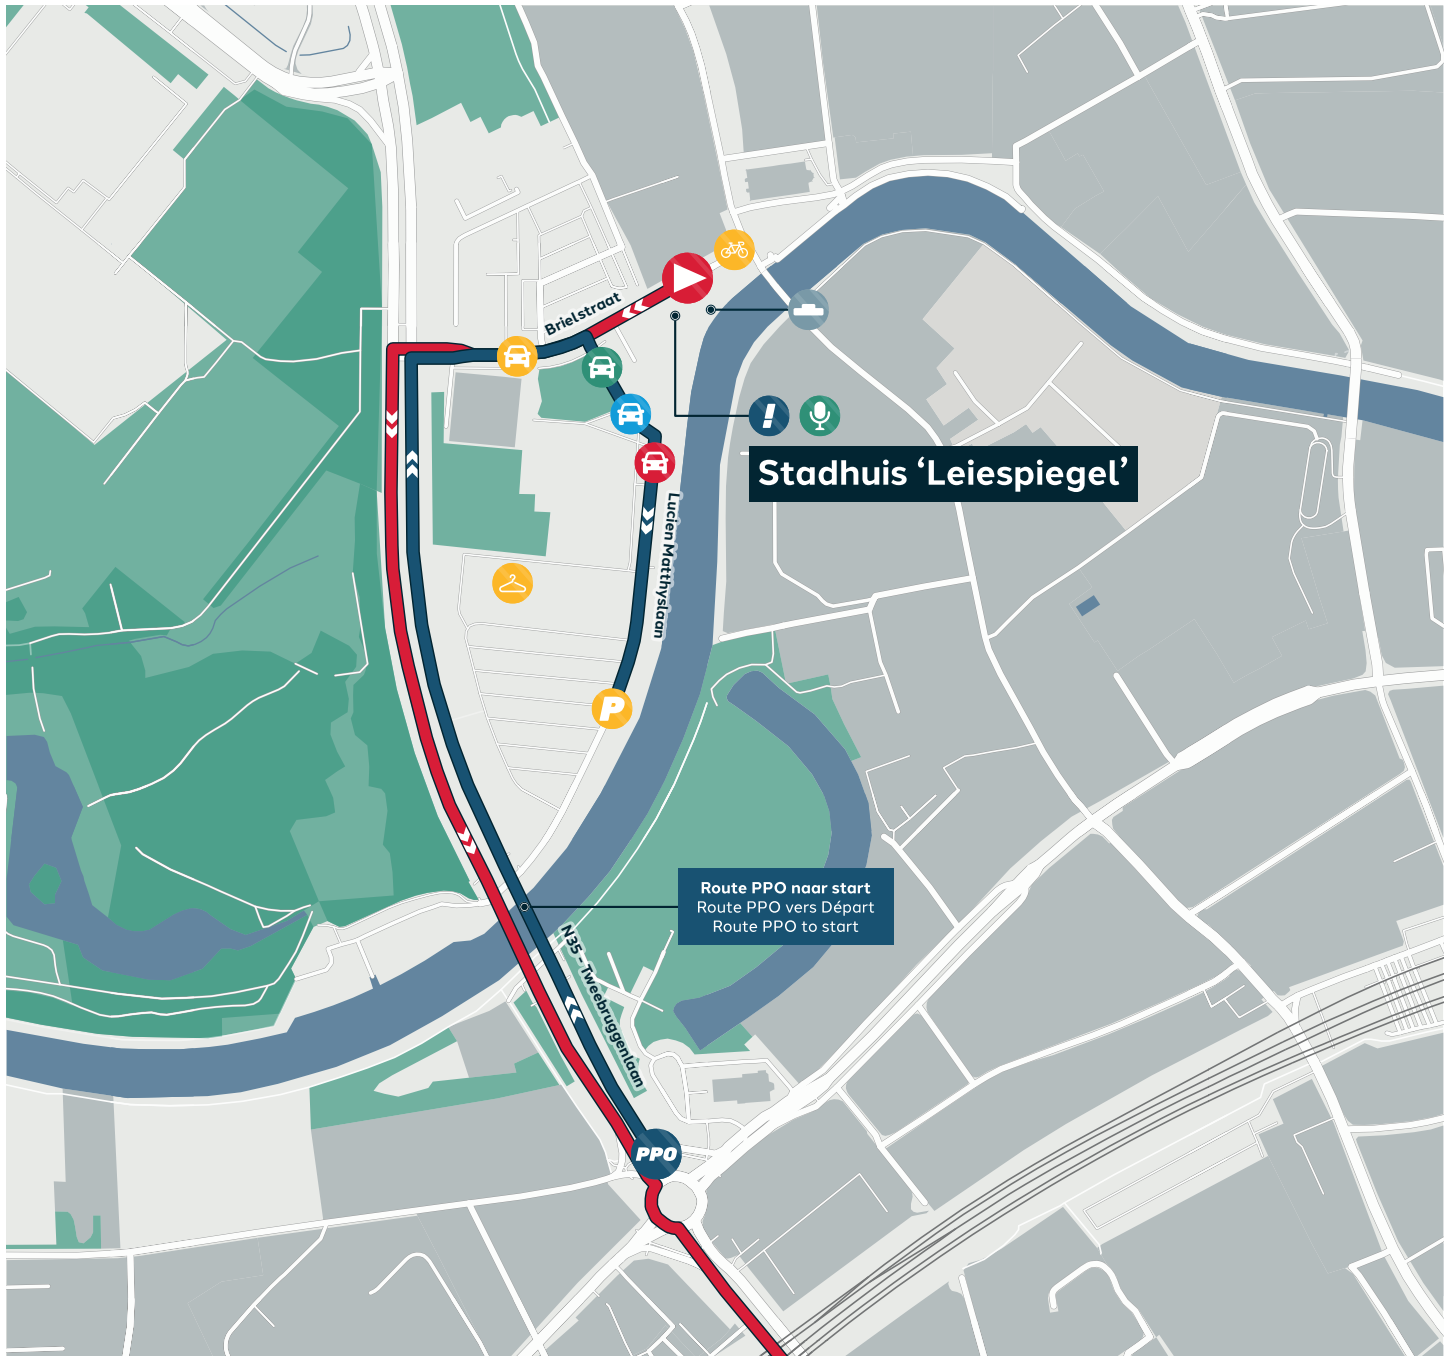 Brielstraat
Stadhuis ‘Leiespiegel’
Lucien Matthyslaan
P
Route PPO naar start
Route PPO vers Départ
Route PPO to start
N35 - Tweebruggenlaan
PPO